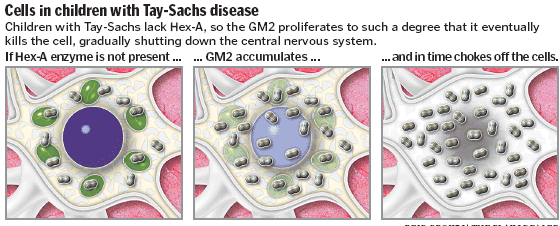 Cells in children with Tay-Sachs disease
Children with Tay-Sachs lack Hex-A, so the GM2 proliferates to such a degree that it eventually
kills the cell, gradually shutting down the central nervous system.
If Hex-A enzyme is not present ...
... GM2 accumulates ...
...and in time chokes off the cells.